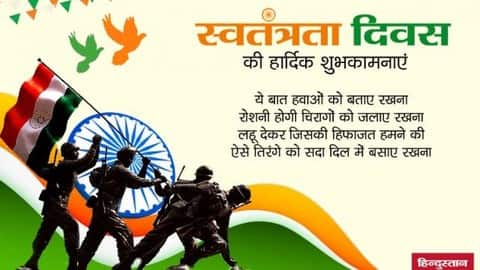 स्वतंत्रता दिवस
की हार्दिक शुभकामनाएं
ये बात हवाओं को बताए रखना
रोशनी होगी चिरागों को जलाए रखना
लहू देकर जिसकी हिफाजत हमने की
ऐसे तिरंगे को सदा दिल में बसाए रखना
हिन्दुस्तान